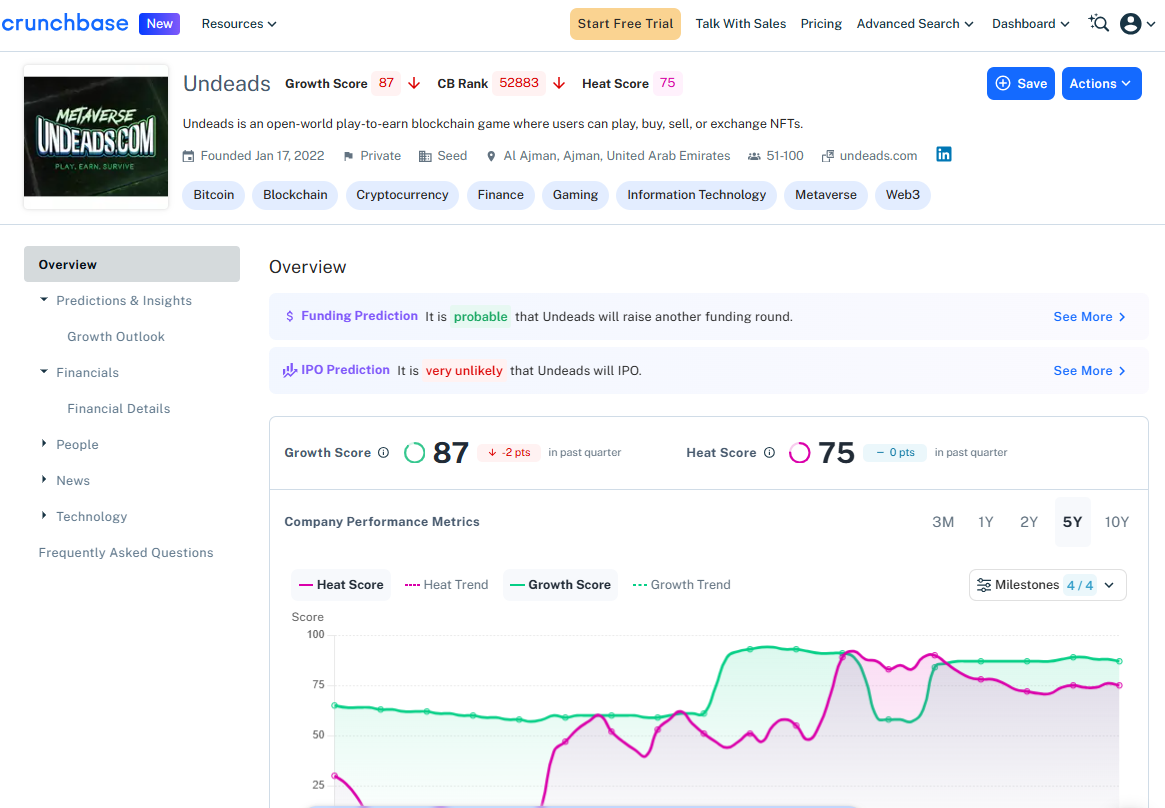 crunchbase New Resources Start Free Trial Talk With Sales Pricing Advanced Search Dashboard
METAVERSE
UNDEADS.COM
PLAY. EARN. SURVIVE
Undeads Growth Score 87 CB Rank 52883 Heat Score 75 Save Actions
Undeads is an open-world play-to-earn blockchain game where users can play, buy, sell, or exchange NFTs.
Founded Jan 17, 2022 Private Seed Al Ajman, Ajman, United Arab Emirates 51-100 undeads.com in
Bitcoin Blockchain Cryptocurrency Finance Gaming Information Technology Metaverse Web3
Overview
Predictions & Insights
Growth Outlook
Financials
Financial Details
People
News
Technology
Frequently Asked Questions
Overview
$ Funding Prediction It is probable that Undeads will raise another funding round. See More
IPO Prediction It is very unlikely that Undeads will IPO. See More
Growth Score 87 -2 pts in past quarter Heat Score 75 – 0 pts in past quarter
Company Performance Metrics 3M 1Y 2Y 5Y 10Y
Heat Score Heat Trend Growth Score Growth Trend Milestones 4 / 4
Score
100
75
50
25